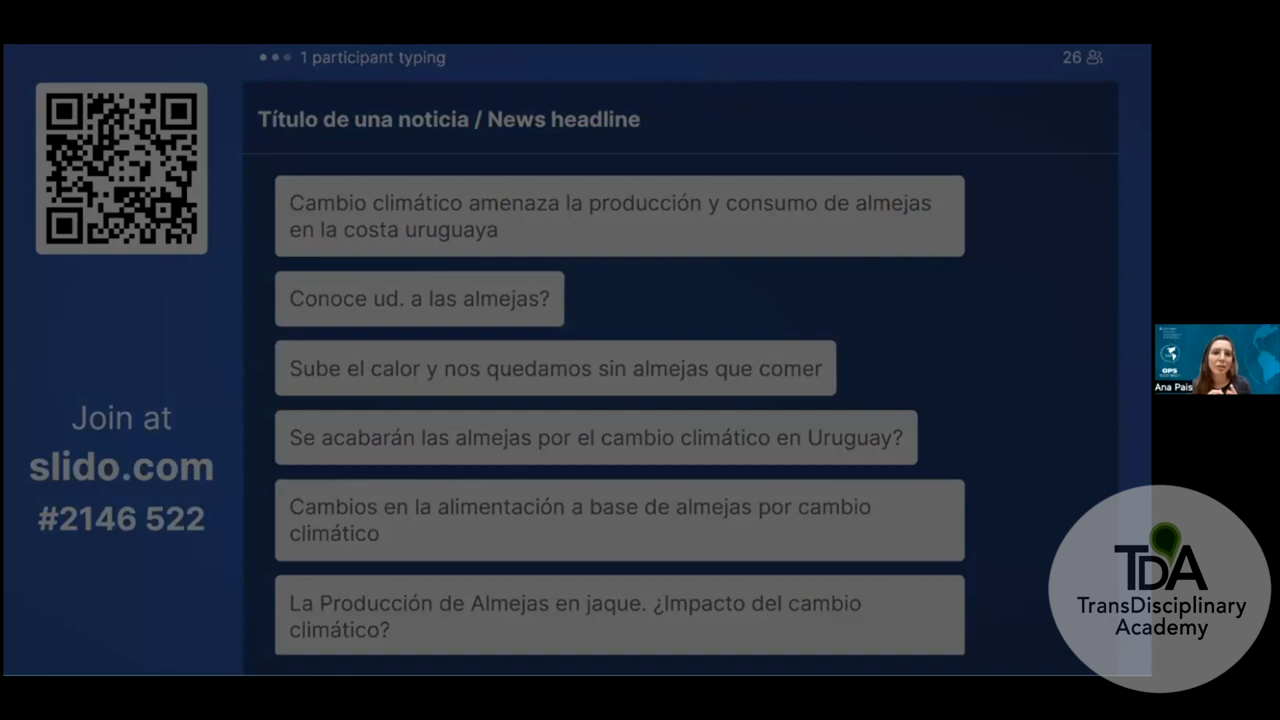 1 participant typing
26
Título de una noticia / News headline
Cambio climático amenaza la producción y consumo de almejas
en la costa uruguaya
Conoce ud. a las almejas?
Sube el calor y nos quedamos sin almejas que comer
Se acabarán las almejas por el cambio climático en Uruguay?
Cambios en la alimentación a base de almejas por cambio
climático
La Producción de Almejas en jaque. ¿Impacto del cambio
climático?
Join at
slido.com
#2146 522
OPS
Ana Pais
TDA
TransDisciplinary
Academy